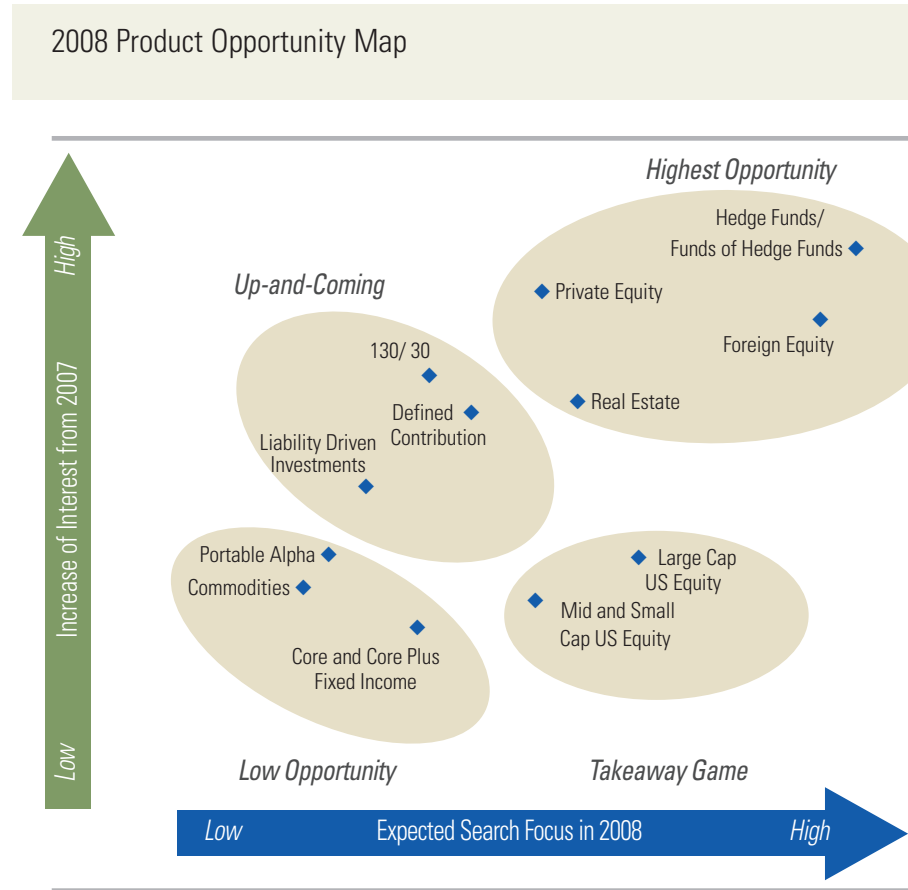 2008 Product Opportunity Map
Highest Opportunity
Hedge Funds/
Funds of Hedge Funds
Private Equity
Foreign Equity
Real Estate
Up-and-Coming
130/ 30
Defined
Contribution
Liability Driven
Investments
Portable Alpha
Commodities
Core and Core Plus
Fixed Income
Large Cap
US Equity
Mid and Small
Cap US Equity
Low Opportunity
Takeaway Game
High
Increase of Interest from 2007
Low
Low
Expected Search Focus in 2008
High